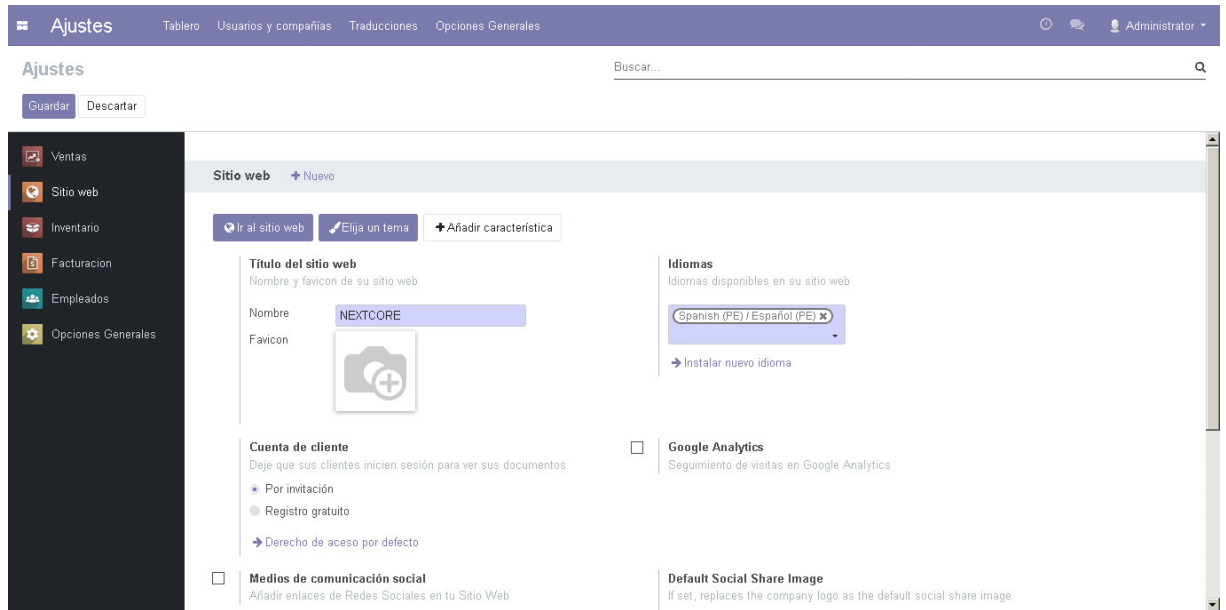 Ajustes Tablero Usuarios y compañías Traducciones Opciones Generales Administrator
Ajustes Buscar...
Guardar Descartar
Ventas
Sitio web
Inventario
Facturacion
Empleados
Opciones Generales
Sitio web Nuevo
Ir al sitio web Elija un tema Añadir característica
Título del sitio web
Nombre y favicon de su sitio web
Nombre NEXTCORE
Favicon
Idiomas
Idiomas disponibles en su sitio web
Spanish (PE) / Español (PE)
Instalar nuevo idioma
Cuenta de cliente
Deje que sus clientes inicien sesión para ver sus documentos
Por invitación
Registro gratuito
Derecho de aceso por defecto
Google Analytics
Seguimiento de visitas en Google Analytics
Medios de comunicación social
Añadir enlaces de Redes Sociales en tu Sitio Web
Default Social Share Image
If set, replaces the company logo as the default social share image.